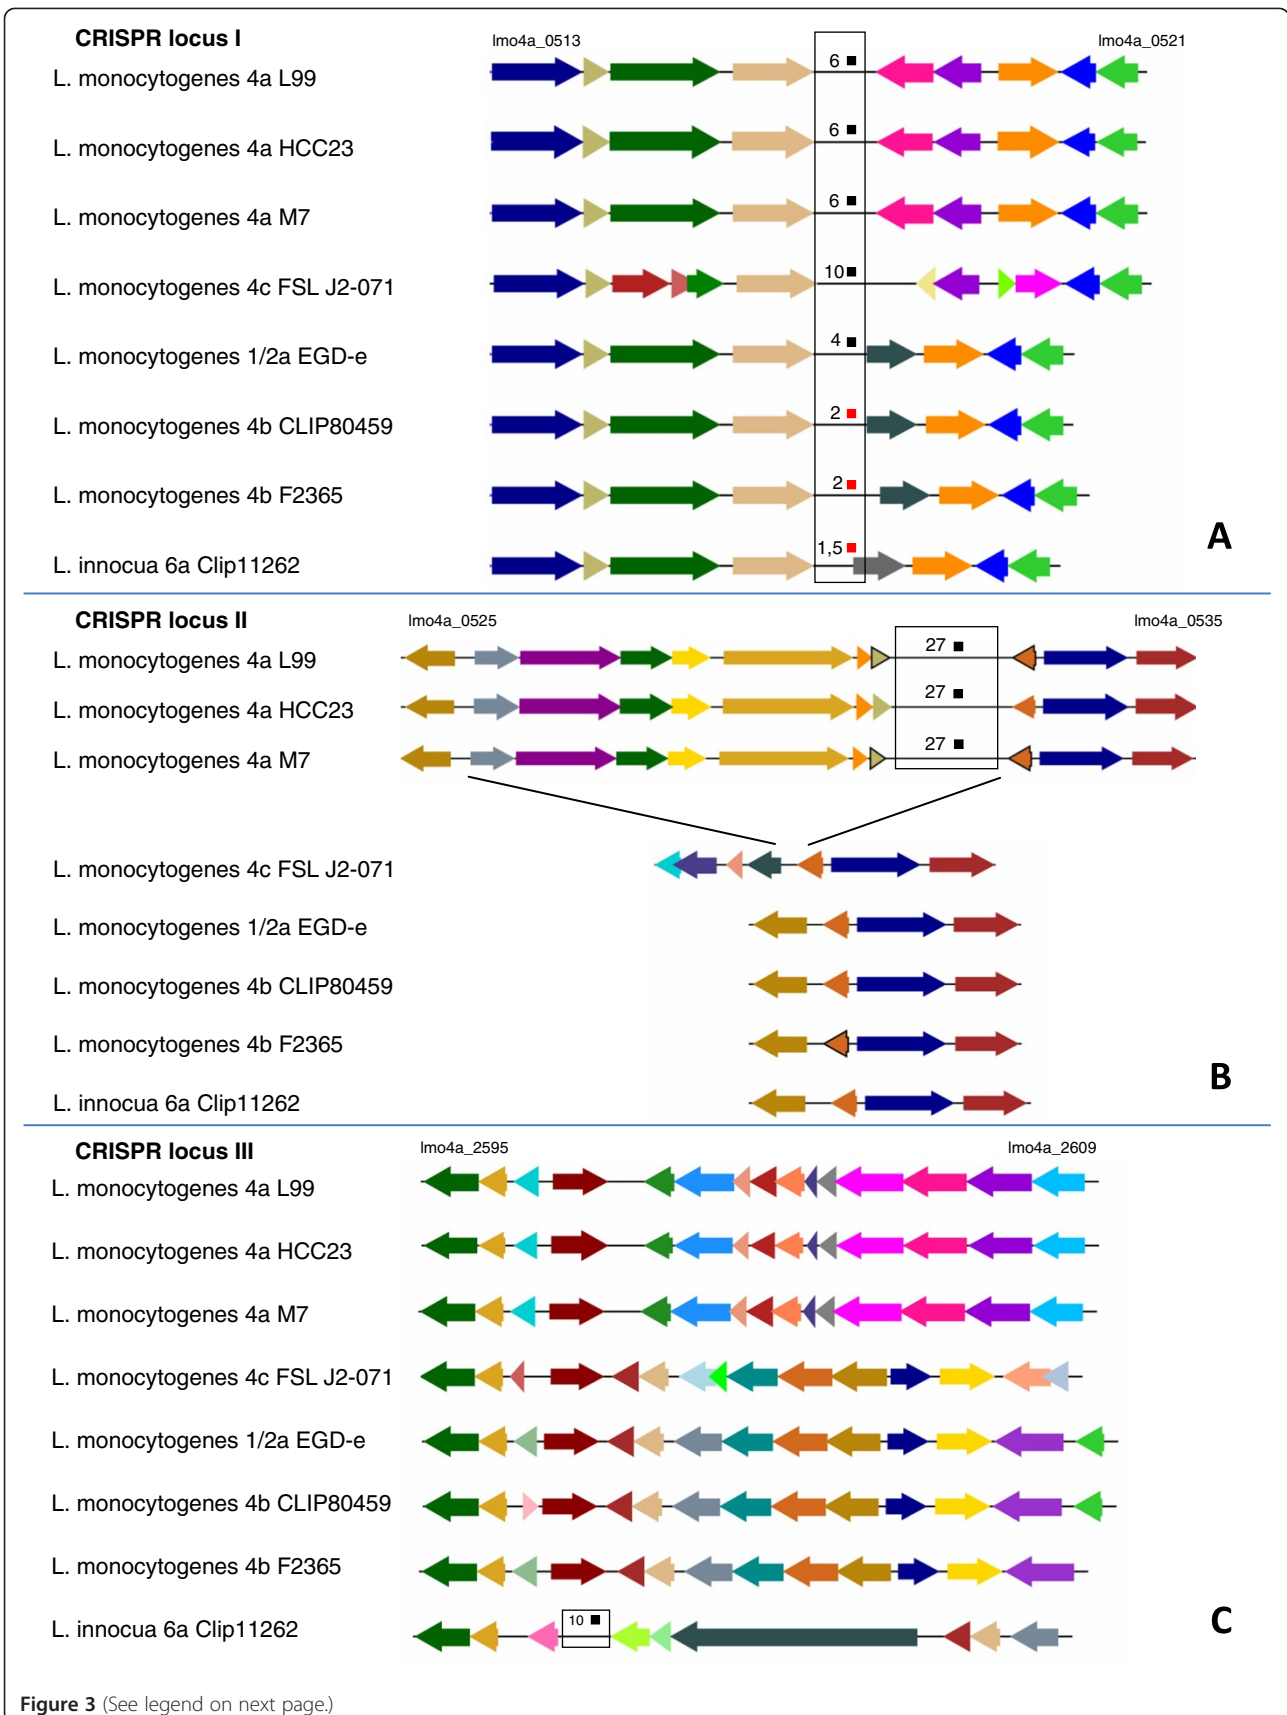 CRISPR locus I
lmo4a_0513
lmo4a_0521
L. monocytogenes 4a L99
6
L. monocytogenes 4a HCC23
6
L. monocytogenes 4a M7
6
L. monocytogenes 4c FSL J2-071
10
L. monocytogenes 1/2a EGD-e
4
L. monocytogenes 4b CLIP80459
2
L. monocytogenes 4b F2365
2
L. innocua 6a Clip11262
1,5
A
CRISPR locus II
lmo4a_0525
lmo4a_0535
L. monocytogenes 4a L99
27
L. monocytogenes 4a HCC23
27
L. monocytogenes 4a M7
27
L. monocytogenes 4c FSL J2-071
L. monocytogenes 1/2a EGD-e
L. monocytogenes 4b CLIP80459
L. monocytogenes 4b F2365
L. innocua 6a Clip11262
B
CRISPR locus III
lmo4a_2595
lmo4a_2609
L. monocytogenes 4a L99
L. monocytogenes 4a HCC23
L. monocytogenes 4a M7
L. monocytogenes 4c FSL J2-071
L. monocytogenes 1/2a EGD-e
L. monocytogenes 4b CLIP80459
L. monocytogenes 4b F2365
L. innocua 6a Clip11262
10
C
Figure 3 (See legend on next page.)